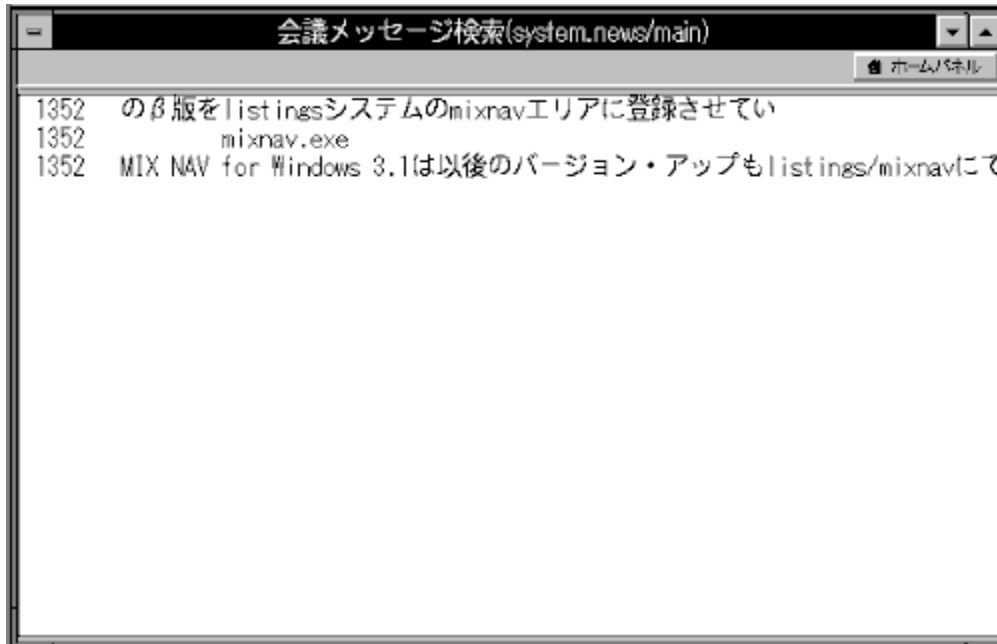 会議メッセージ検索(system.news/main)
ホームパネル
1352 のβ版をlistingsシステムのmixnavエリアに登録させてい
1352 mixnav.exe
1352 MIX NAV for Windows 3.1は以後のバージョン・アップもlistings/mixnavにて